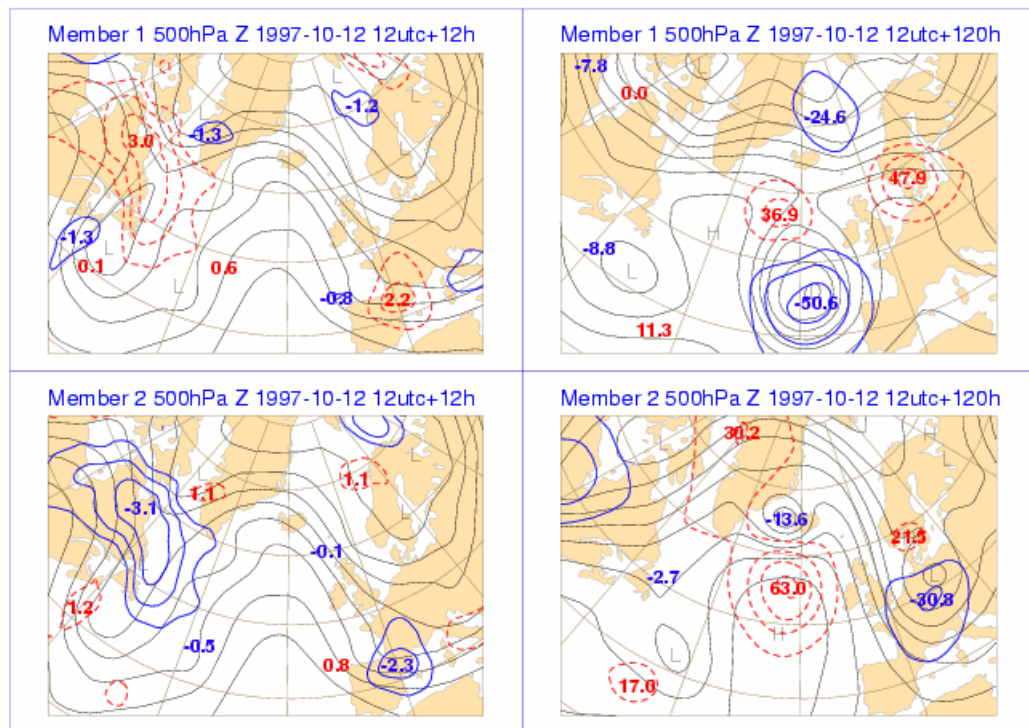 Member 1 500hPa Z 1997-10-12 12utc+12h
L
L
3.0
-1.3
-1.2
L
-1.3
L
0.1
0.6
L
-0.8
2.2
Member 1 500hPa Z 1997-10-12 12utc+120h
-7.8
L
0.0
-24.6
47.9
36.9
H
-8.8
L
-50.6
11.3
Member 2 500hPa Z 1997-10-12 12utc+12h
L
L
1.1
1.1
-3.1
L
-0.1
1.2
-0.5
0.8
-2.3
Member 2 500hPa Z 1997-10-12 12utc+120h
30.2
H
L
L
-13.6
21.5
-2.7
L
63.0
-30.8
H
L
17.0